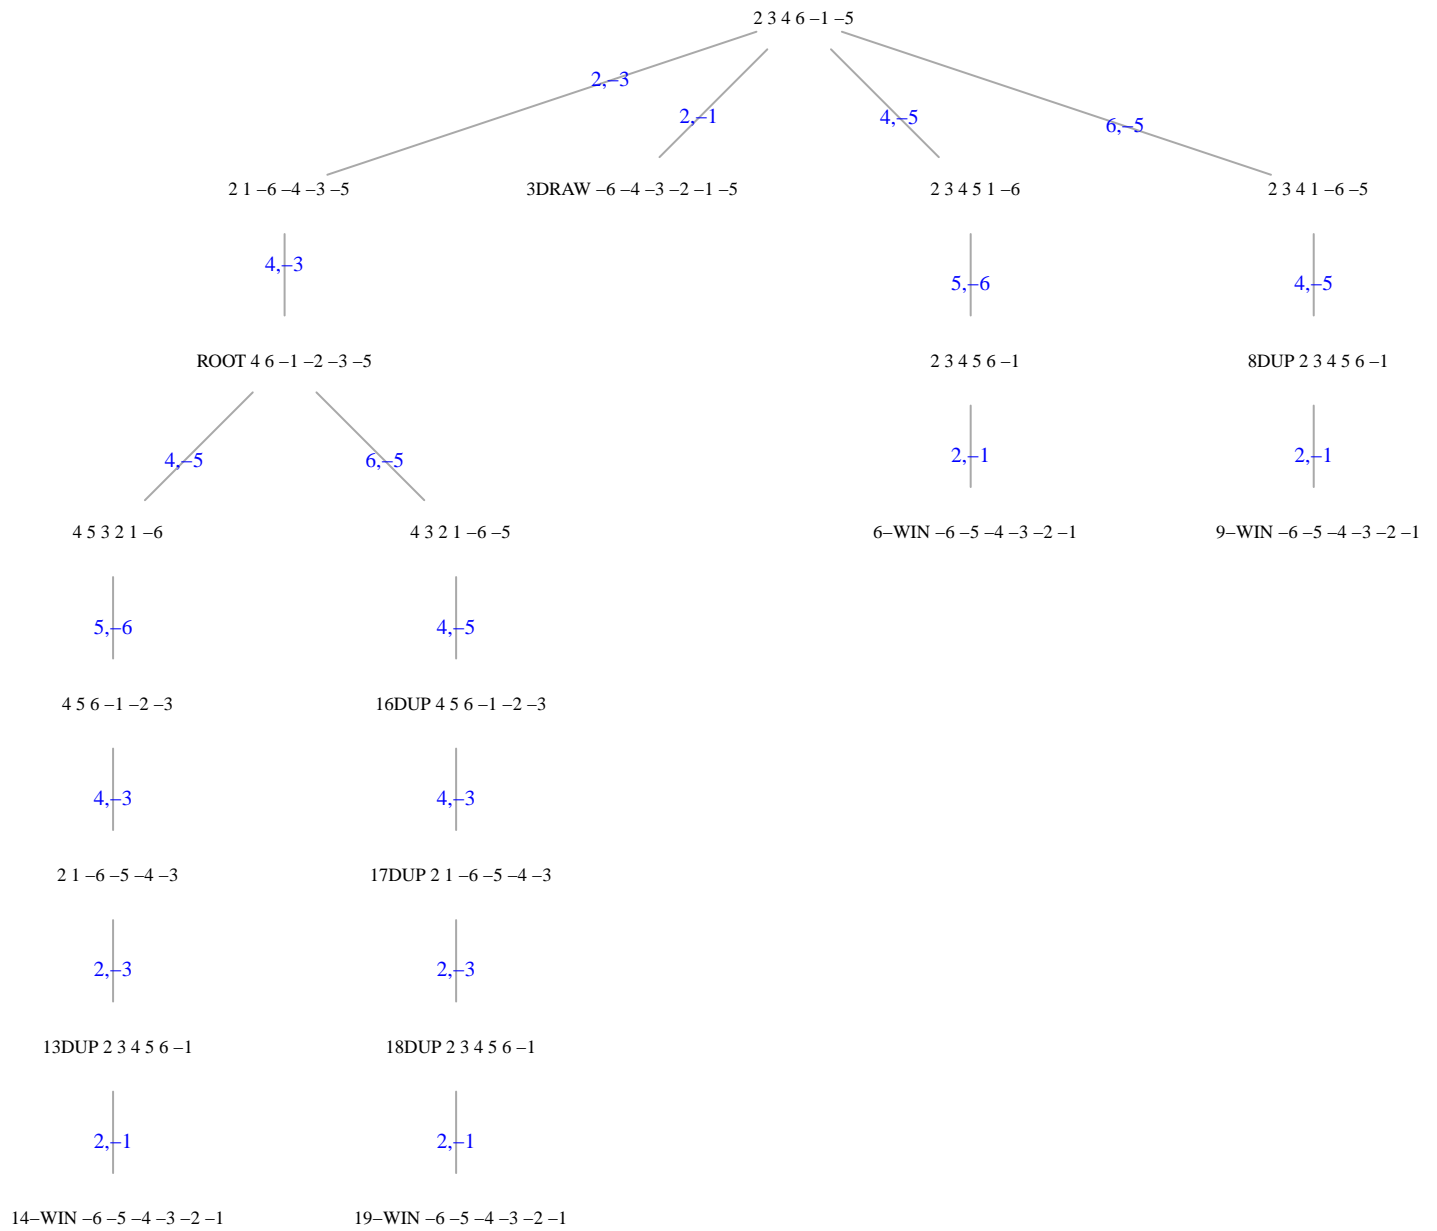 2 3 4 6 –1 –5
2,–3
2,–1
4,–5
6,–5
2 1 –6 –4 –3 –5
3DRAW –6 –4 –3 –2 –1 –5
2 3 4 5 1 –6
2 3 4 1 –6 –5
4,–3
5,–6
4,–5
ROOT 4 6 –1 –2 –3 –5
2 3 4 5 6 –1
8DUP 2 3 4 5 6 –1
4,–5
6,–5
2,–1
2,–1
4 5 3 2 1 –6
4 3 2 1 –6 –5
6–WIN –6 –5 –4 –3 –2 –1
9–WIN –6 –5 –4 –3 –2 –1
5,–6
4,–5
4 5 6 –1 –2 –3
16DUP 4 5 6 –1 –2 –3
4,–3
4,–3
2 1 –6 –5 –4 –3
17DUP 2 1 –6 –5 –4 –3
2,–3
2,–3
13DUP 2 3 4 5 6 –1
18DUP 2 3 4 5 6 –1
2,–1
2,–1
14–WIN –6 –5 –4 –3 –2 –1
19–WIN –6 –5 –4 –3 –2 –1